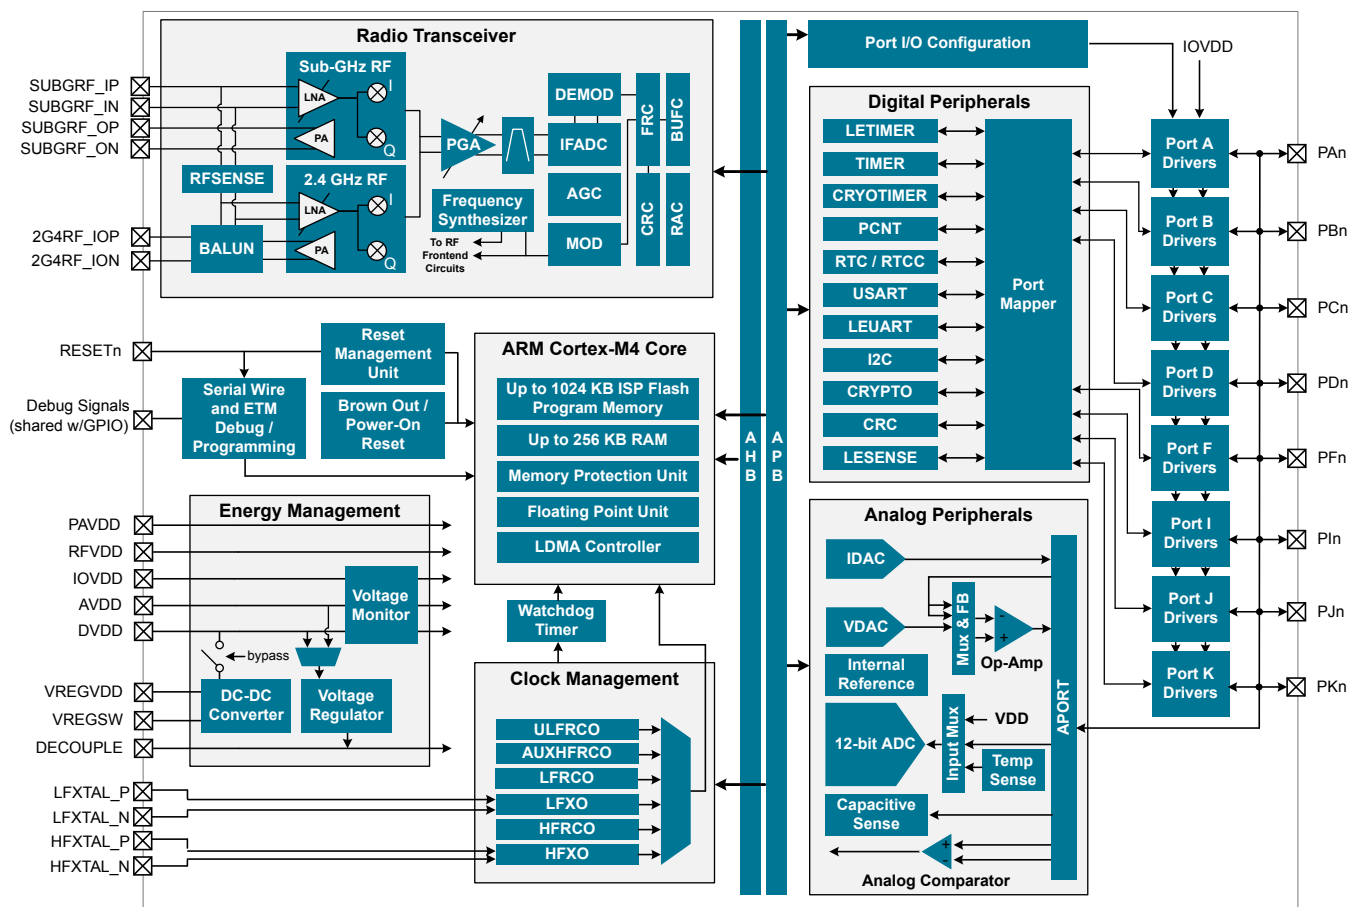 Radio Transceiver
SUBGRF_IP
SUBGRF_IN
SUBGRF_OP
SUBGRF_ON
2G4RF_IOP
2G4RF_ION
Sub-GHz RF
LNA
I
PA
Q
RFSENSE
BALUN
2.4 GHz RF
LNA
I
PA
Q
PGA
Frequency
Synthesizer
To RF
Frontend
Circuits
DEMOD
IFADC
AGC
MOD
FRC
BUFC
CRC
RAC
RESETn
Debug Signals
(shared w/GPIO)
Reset
Management
Unit
Serial Wire
and ETM
Debug /
Programming
Brown Out /
Power-On
Reset
ARM Cortex-M4 Core
Up to 1024 KB ISP Flash
Program Memory
Up to 256 KB RAM
Memory Protection Unit
Floating Point Unit
LDMA Controller
Watchdog
Timer
Energy Management
PAVDD
RFVDD
IOVDD
AVDD
DVDD
VREGVDD
VREGSW
DECOUPLE
Voltage
Monitor
bypass
DC-DC
Converter
Voltage
Regulator
Clock Management
ULFRCO
AUXHFRCO
LFRCO
LFXO
HFRCO
HFXO
LFXTAL_P
LFXTAL_N
HFXTAL_P
HFXTAL_N
AHB
APB
Port I/O Configuration
IOVDD
Digital Peripherals
LETIMER
TIMER
CRYOTIMER
PCNT
RTC / RTCC
USART
LEUART
I2C
CRYPTO
CRC
LESENSE
Port
Mapper
Analog Peripherals
IDAC
VDAC
Mux & FB
-
+
Op-Amp
Internal
Reference
12-bit ADC
Input Mux
VDD
Temp
Sense
Capacitive
Sense
+
-
Analog Comparator
APORT
Port A
Drivers
PAn
Port B
Drivers
PBn
Port C
Drivers
PCn
Port D
Drivers
PDn
Port F
Drivers
PFn
Port I
Drivers
PIn
Port J
Drivers
PJn
Port K
Drivers
PKn